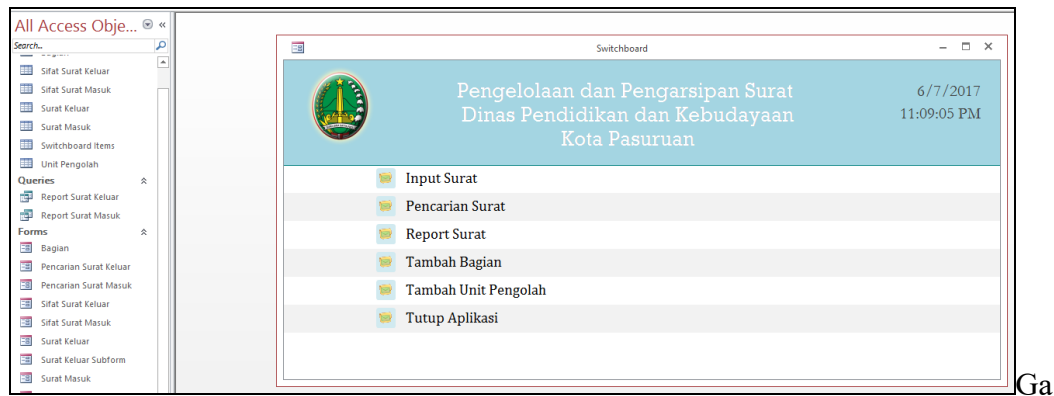 All Access Obje... «
Search...
Sifat Surat Keluar
Sifat Surat Masuk
Surat Keluar
Surat Masuk
Switchboard Items
Unit Pengolah
Queries
Report Surat Keluar
Report Surat Masuk
Forms
Bagian
Pencarian Surat Keluar
Pencarian Surat Masuk
Sifat Surat Keluar
Sifat Surat Masuk
Surat Keluar
Surat Keluar Subform
Surat Masuk
Switchboard
Pengelolaan dan Pengarsipan Surat
Dinas Pendidikan dan Kebudayaan
Kota Pasuruan
6/7/2017
11:09:05 PM
Input Surat
Pencarian Surat
Report Surat
Tambah Bagian
Tambah Unit Pengolah
Tutup Aplikasi
Ga